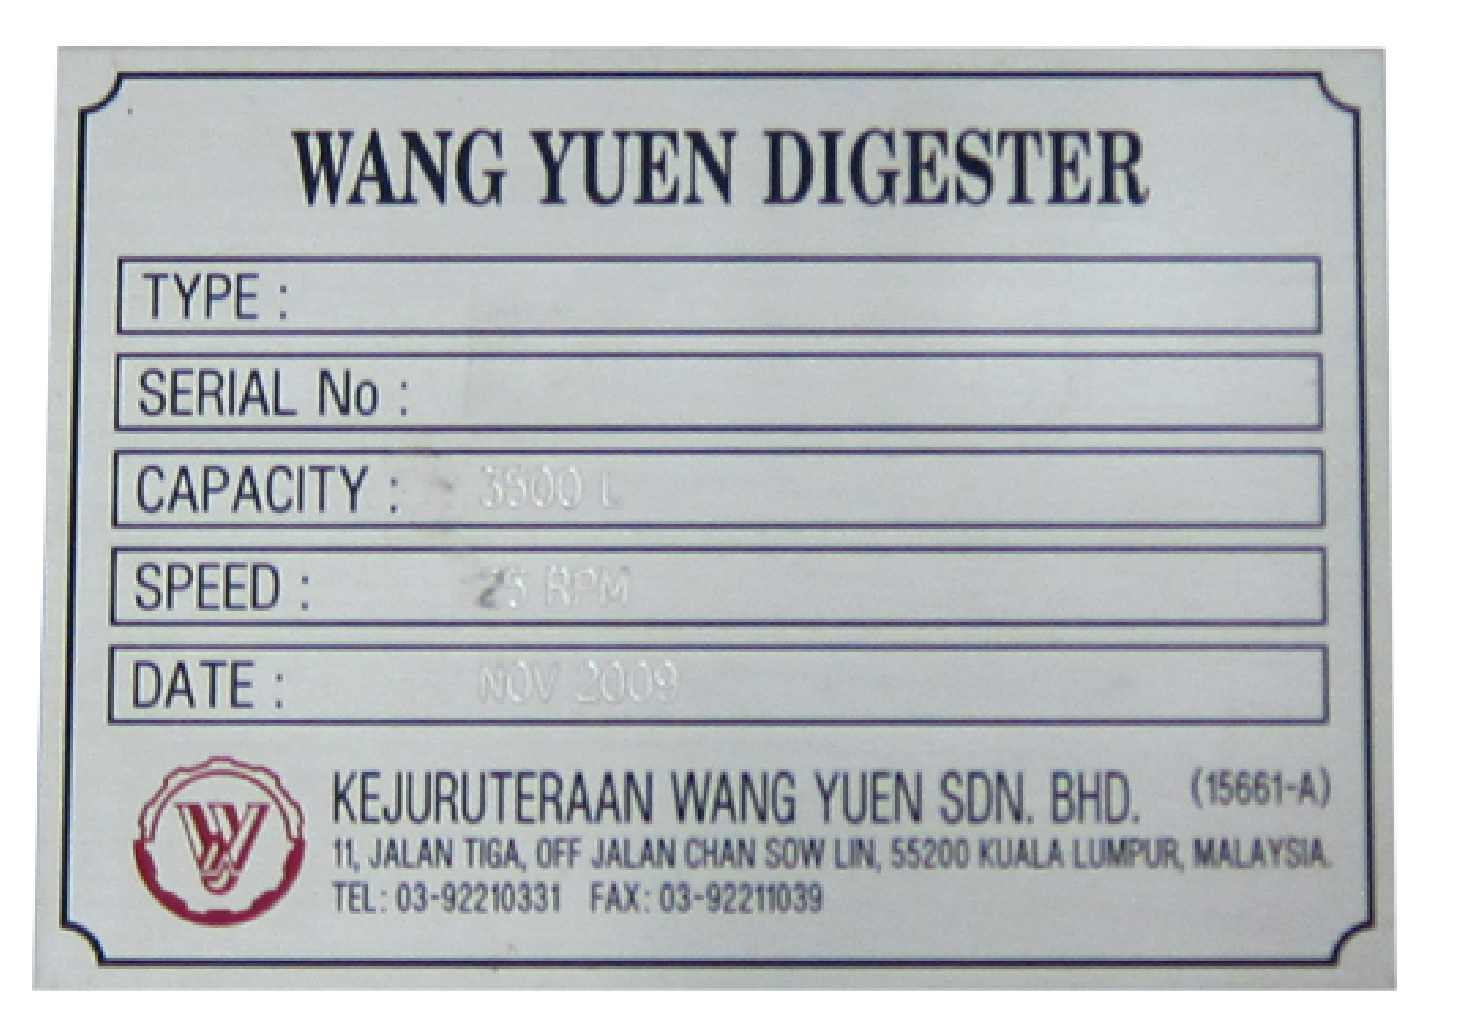 WANG YUEN DIGESTER
TYPE :
SERIAL No :
CAPACITY : 3500 L
SPEED : 25 RPM
DATE : NOV 2009
KEJURUTERAAN WANG YUEN SDN. BHD. (15661-A)
11, JALAN TIGA, OFF JALAN CHAN SOW LIN, 55200 KUALA LUMPUR, MALAYSIA.
TEL: 03-92210331 FAX: 03-92211039